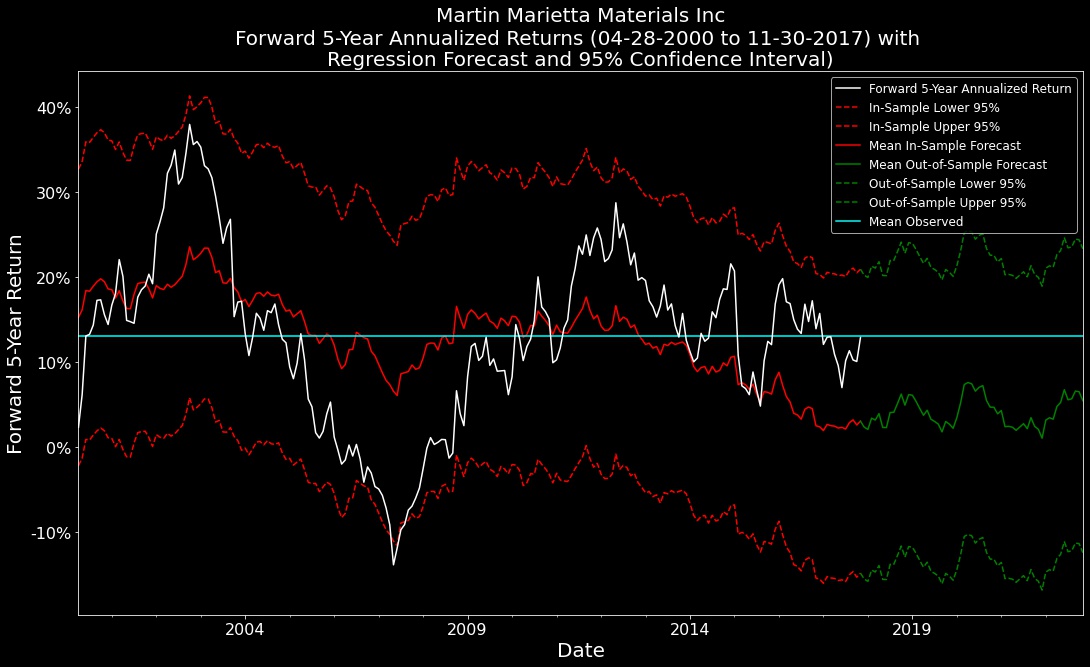 Martin Marietta Materials Inc
Forward 5-Year Annualized Returns (04-28-2000 to 11-30-2017) with
Regression Forecast and 95% Confidence Interval)
Forward 5-Year Annualized Return
In-Sample Lower 95%
In-Sample Upper 95%
Mean In-Sample Forecast
Mean Out-of-Sample Forecast
Out-of-Sample Lower 95%
Out-of-Sample Upper 95%
Mean Observed
Forward 5-Year Return
40%
30%
20%
10%
0%
-10%
2004
2009
2014
2019
Date